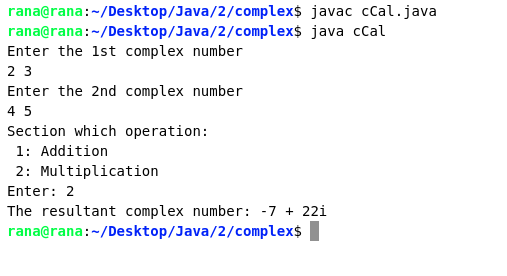 rana@rana:~/Desktop/Java/2/complex$ javac cCal.java
rana@rana:~/Desktop/Java/2/complex$ java cCal
Enter the 1st complex number
2 3
Enter the 2nd complex number
4 5
Section which operation:
 1: Addition
 2: Multiplication
Enter: 2
The resultant complex number: -7 + 22i
rana@rana:~/Desktop/Java/2/complex$